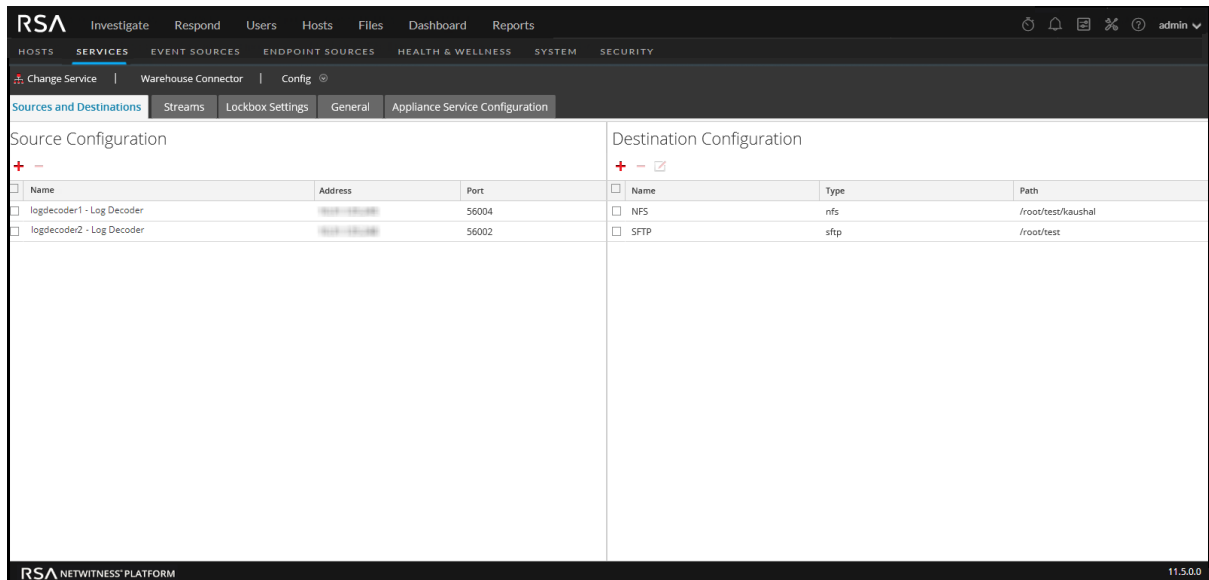 RSA Investigate Respond Users Hosts Files Dashboard Reports admin
HOSTS SERVICES EVENT SOURCES ENDPOINT SOURCES HEALTH & WELLNESS SYSTEM SECURITY
Change Service | Warehouse Connector | Config
Sources and Destinations Streams Lockbox Settings General Appliance Service Configuration
Source Configuration
Name Address Port
logdecoder1 - Log Decoder 56004
logdecoder2 - Log Decoder 56002
Destination Configuration
Name Type Path
NFS nfs /root/test/kaushal
SFTP sftp /root/test
RSA NETWITNESS® PLATFORM 11.5.0.0